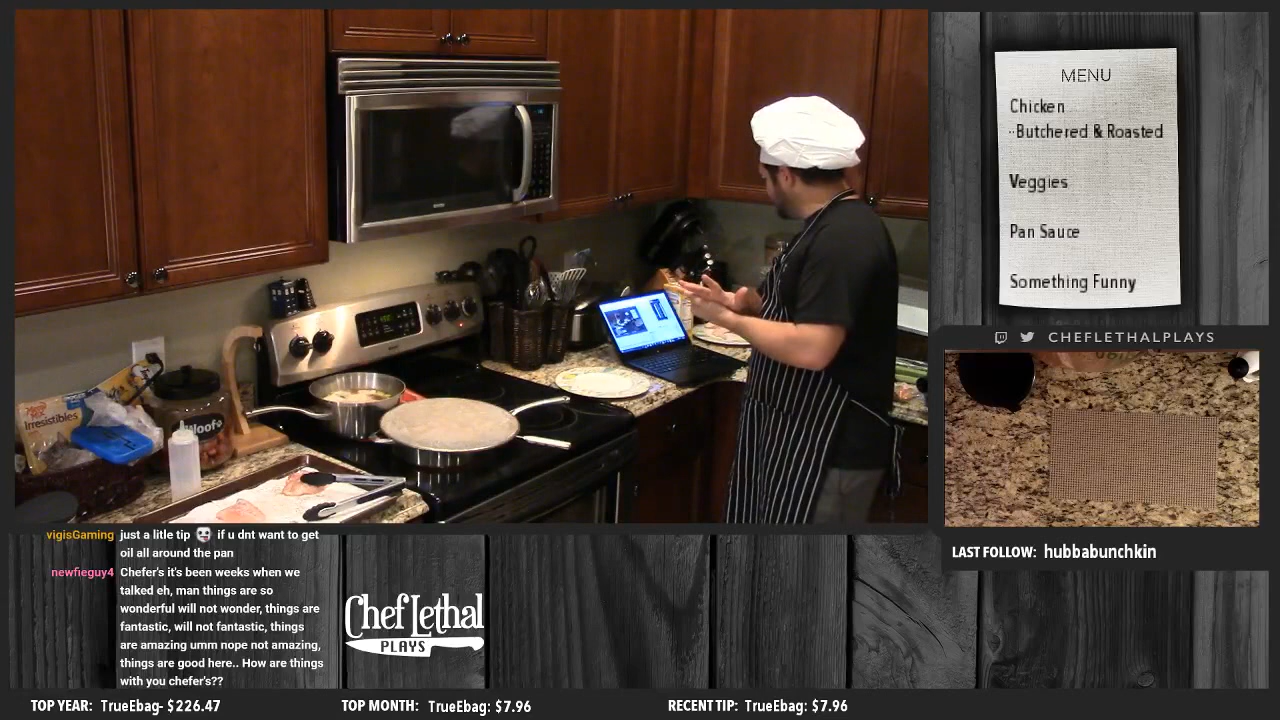 MENU
Chicken
··Butchered & Roasted
Veggies
Pan Sauce
Something Funny
CHEFLETHALPLAYS
Irresistibles
Woof
vigisGaming just a litle tip if u dnt want to get
oil all around the pan
newfieguy4 Chefer's it's been weeks when we
talked eh, man things are so
wonderful will not wonder, things are
fantastic, will not fantastic, things
are amazing umm nope not amazing,
things are good here.. How are things
with you chefer's??
Chef Lethal
PLAYS
LAST FOLLOW: hubbabunchkin
TOP YEAR: TrueEbag- $226.47
TOP MONTH: TrueEbag: $7.96
RECENT TIP: TrueEbag: $7.96